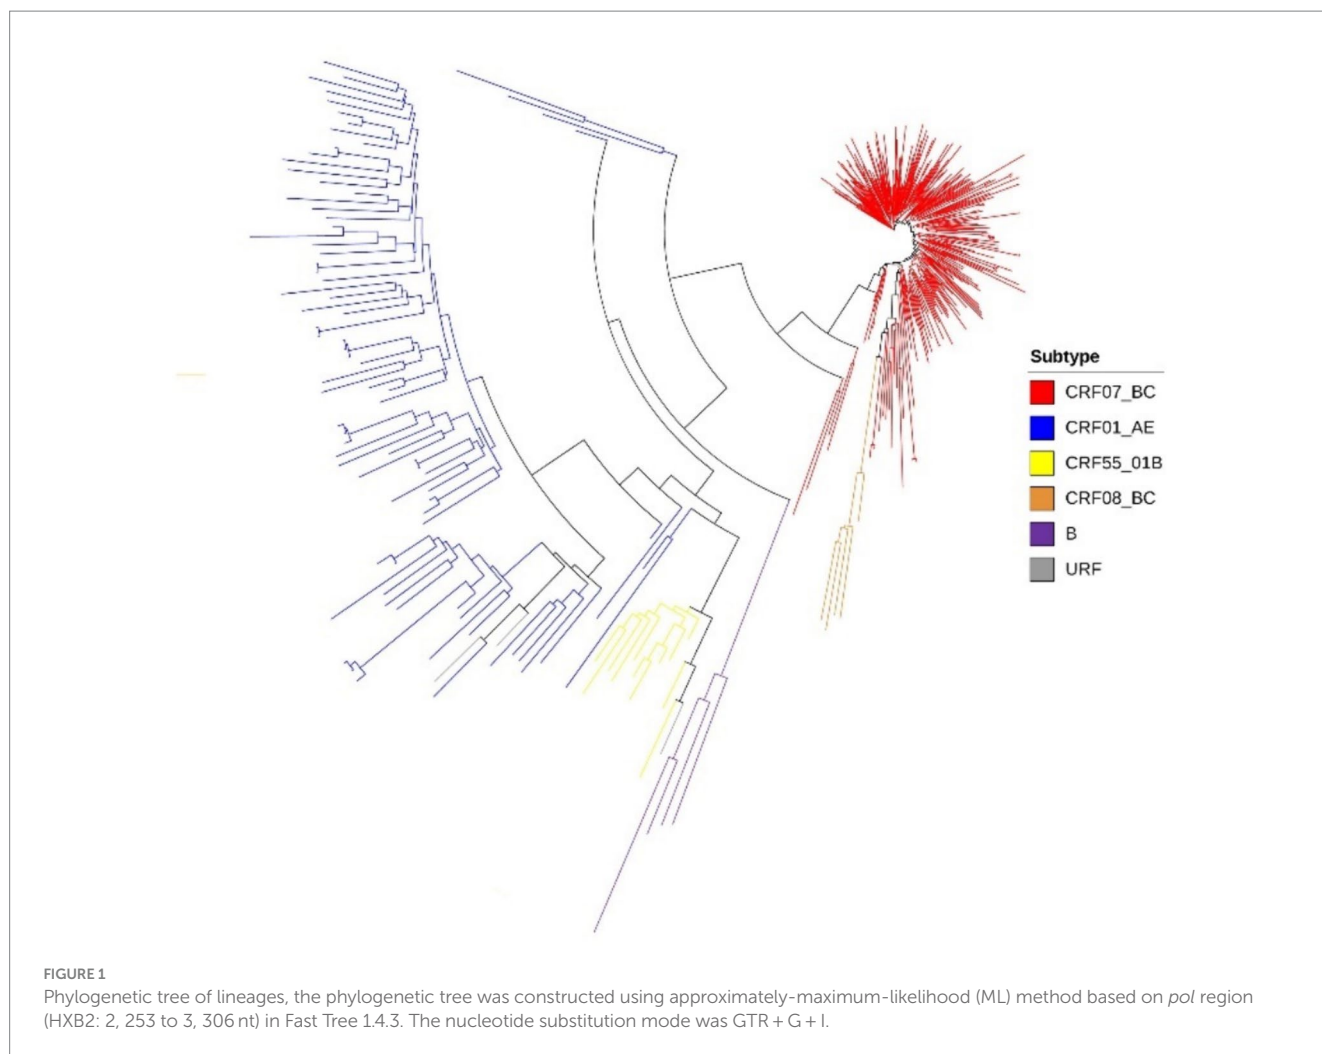 Subtype
CRF07_BC
CRF01_AE
CRF55_01B
CRF08_BC
B
URF
FIGURE 1
Phylogenetic tree of lineages, the phylogenetic tree was constructed using approximately-maximum-likelihood (ML) method based on pol region
(HXB2: 2, 253 to 3, 306 nt) in Fast Tree 1.4.3. The nucleotide substitution mode was GTR + G + I.